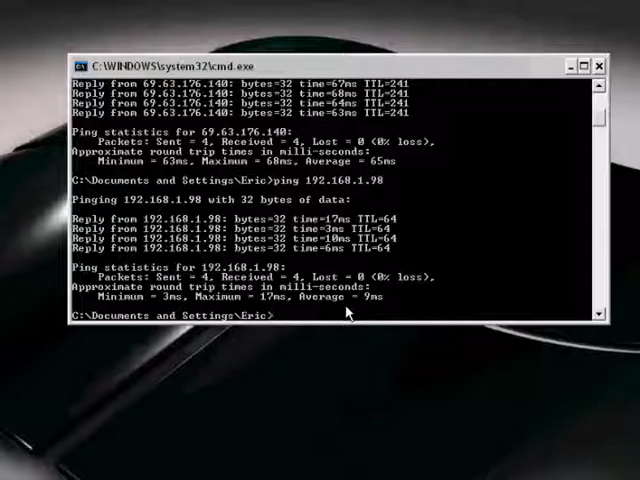 C:\WINDOWS\system32\cmd.exe
Reply from 69.63.176.140: bytes=32 time=67ms TTL=241
Reply from 69.63.176.140: bytes=32 time=68ms TTL=241
Reply from 69.63.176.140: bytes=32 time=64ms TTL=241
Reply from 69.63.176.140: bytes=32 time=63ms TTL=241
Ping statistics for 69.63.176.140:
Packets: Sent = 4, Received = 4, Lost = 0 (0% loss),
Approximate round trip times in milli-seconds:
Minimum = 63ms, Maximum = 68ms, Average = 65ms
C:\Documents and Settings\Eric>ping 192.168.1.98
Pinging 192.168.1.98 with 32 bytes of data:
Reply from 192.168.1.98: bytes=32 time=17ms TTL=64
Reply from 192.168.1.98: bytes=32 time=3ms TTL=64
Reply from 192.168.1.98: bytes=32 time=10ms TTL=64
Reply from 192.168.1.98: bytes=32 time=6ms TTL=64
Ping statistics for 192.168.1.98:
Packets: Sent = 4, Received = 4, Lost = 0 (0% loss),
Approximate round trip times in milli-seconds:
Minimum = 3ms, Maximum = 17ms, Average = 9ms
C:\Documents and Settings\Eric>